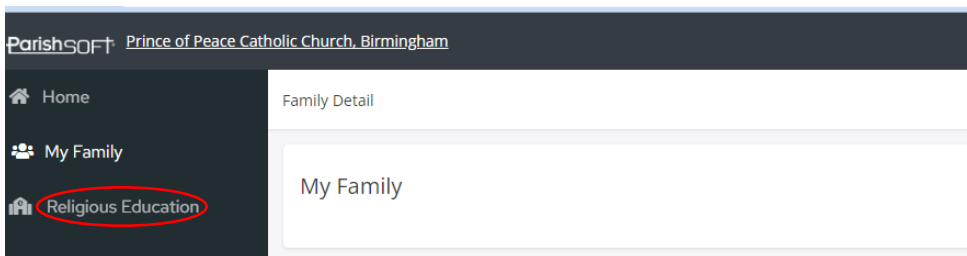 ParishSOFT Prince of Peace Catholic Church, Birmingham
Home
Family Detail
My Family
My Family
Religious Education